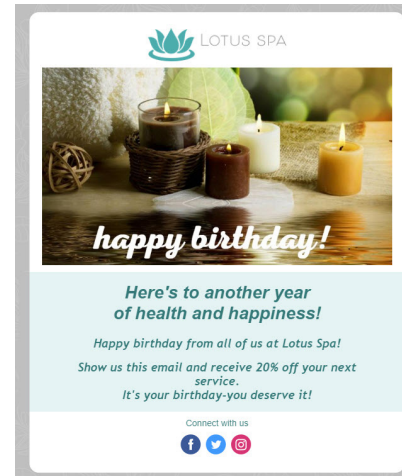 LOTUS SPA
happy birthday!
Here's to another year
of health and happiness!
Happy birthday from all of us at Lotus Spa!
Show us this email and receive 20% off your next
service.
It's your birthday-you deserve it!
Connect with us